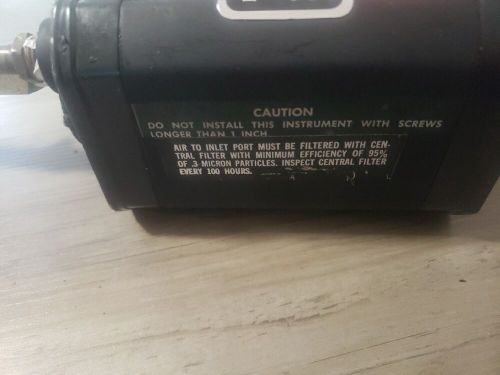 CAUTION
DO NOT INSTALL THIS INSTRUMENT WITH SCREWS
LONGER THAN 1 INCH
AIR TO INLET PORT MUST BE FILTERED WITH CEN-
TRAL FILTER WITH MINIMUM EFFICIENCY OF 95%
OF .3 MICRON PARTICLES. INSPECT CENTRAL FILTER
EVERY 100 HOURS.